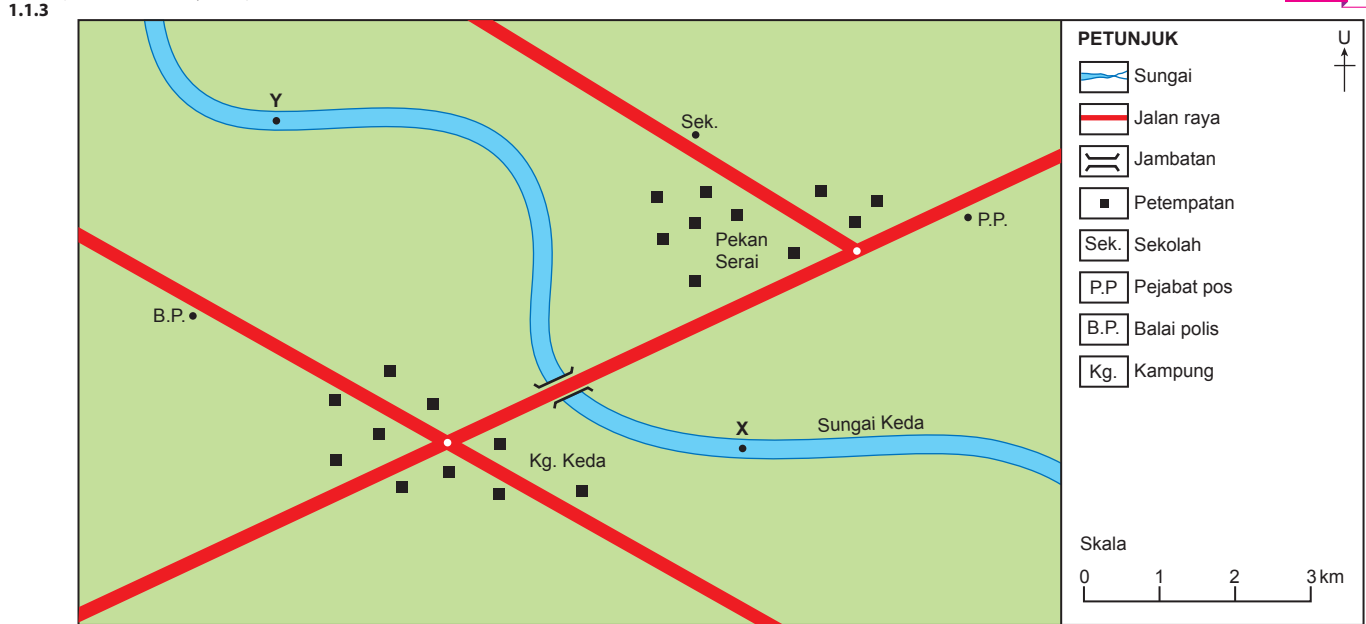 1.1.3
Y
Sek.
P.P.
Pekan
Serai
B.P.
X
Sungai Keda
Kg. Keda
PETUNJUK
U
Sungai
Jalan raya
Jambatan
Petempatan
Sek. Sekolah
P.P Pejabat pos
B.P. Balai polis
Kg. Kampung
Skala
0 1 2 3 km